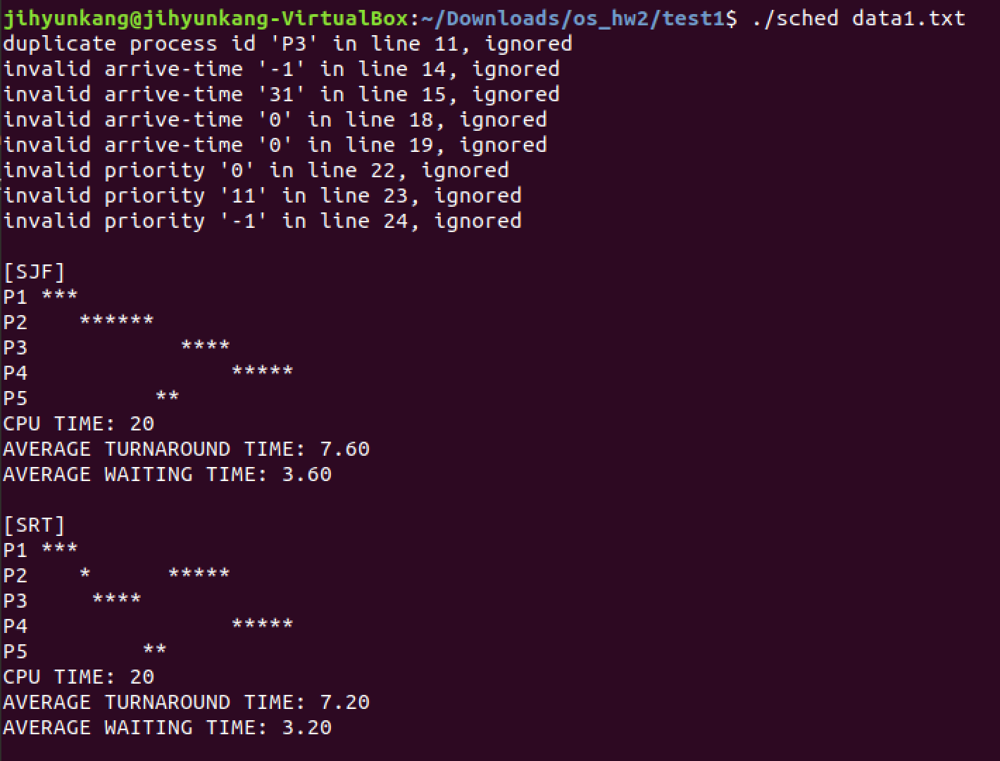 jihyunkang@jihyunkang-VirtualBox:~/Downloads/os_hw2/test1$ ./sched data1.txt
duplicate process id 'P3' in line 11, ignored
invalid arrive-time '-1' in line 14, ignored
invalid arrive-time '31' in line 15, ignored
invalid arrive-time '0' in line 18, ignored
invalid arrive-time '0' in line 19, ignored
invalid priority '0' in line 22, ignored
invalid priority '11' in line 23, ignored
invalid priority '-1' in line 24, ignored

[SJF]
P1 ***
P2    ******
P3            ****
P4                *****
P5          **
CPU TIME: 20
AVERAGE TURNAROUND TIME: 7.60
AVERAGE WAITING TIME: 3.60

[SRT]
P1 ***
P2    *      *****
P3     ****
P4                *****
P5         **
CPU TIME: 20
AVERAGE TURNAROUND TIME: 7.20
AVERAGE WAITING TIME: 3.20